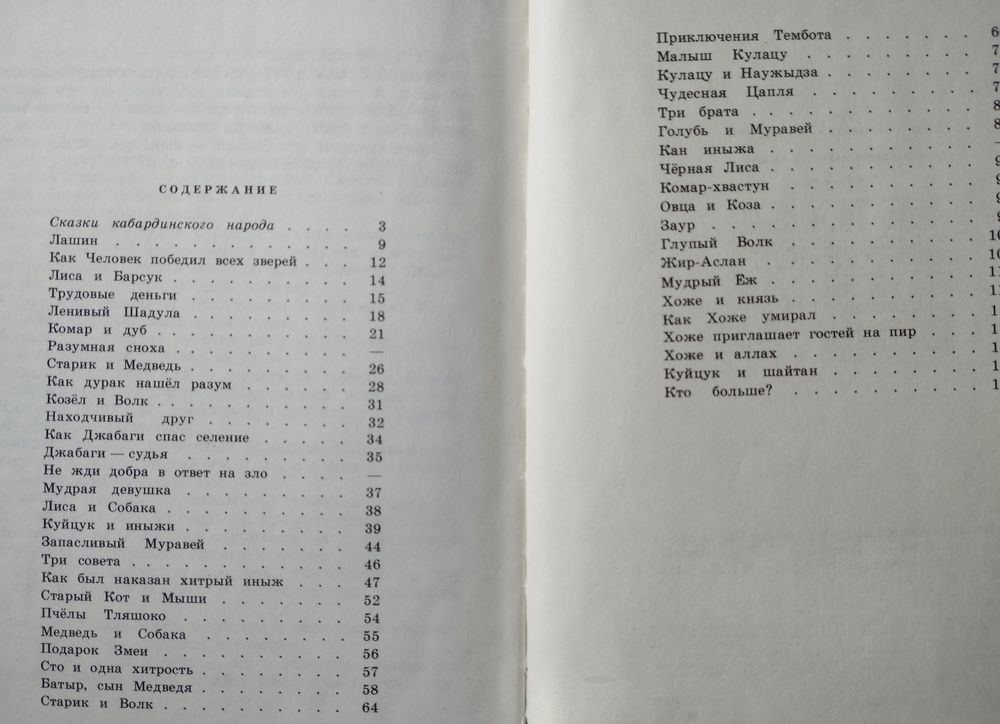 СОДЕРЖАНИЕ
Сказки кабардинского народа . . . . 3
Лашин . . . . . . . . . . . . . 9
Как Человек победил всех зверей . . . 12
Лиса и Барсук . . . . . . . . . . 14
Трудовые деньги . . . . . . . . . 15
Ленивый Шадула . . . . . . . . . 18
Комар и дуб . . . . . . . . . . . 21
Разумная сноха . . . . . . . . . . —
Старик и Медведь . . . . . . . . . 26
Как дурак нашёл разум . . . . . . . 28
Козёл и Волк . . . . . . . . . . . 31
Находчивый друг . . . . . . . . . 32
Как Джабаги спас селение . . . . . . 34
Джабаги — судья . . . . . . . . . 35
Не жди добра в ответ на зло . . . . —
Мудрая девушка . . . . . . . . . 37
Лиса и Собака . . . . . . . . . . 38
Куйцук и иныжи . . . . . . . . . 39
Запасливый Муравей . . . . . . . 44
Три совета . . . . . . . . . . . . 46
Как был наказан хитрый иныж . . . 47
Старый Кот и Мыши . . . . . . . 52
Пчёлы Тляшоко . . . . . . . . . 54
Медведь и Собака . . . . . . . . 55
Подарок Змеи . . . . . . . . . . 56
Сто и одна хитрость . . . . . . . . 57
Батыр, сын Медведя . . . . . . . . 58
Старик и Волк . . . . . . . . . . 64
Приключения Тембота . . . . . . .
Малыш Кулацу . . . . . . . . .
Кулацу и Наужыдза . . . . . . . .
Чудесная Цапля . . . . . . . . .
Три брата . . . . . . . . . . . .
Голубь и Муравей . . . . . . . .
Кан иныжа . . . . . . . . . . .
Чёрная Лиса . . . . . . . . . . .
Комар-хвастун . . . . . . . . . .
Овца и Коза . . . . . . . . . . .
Заур . . . . . . . . . . . . . .
Глупый Волк . . . . . . . . . .
Жир-Аслан . . . . . . . . . . .
Мудрый Ёж . . . . . . . . . . .
Хоже и князь . . . . . . . . . .
Как Хоже умирал . . . . . . . .
Хоже приглашает гостей на пир . . .
Хоже и аллах . . . . . . . . . .
Куйцук и шайтан . . . . . . . .
Кто больше? . . . . . . . . . .